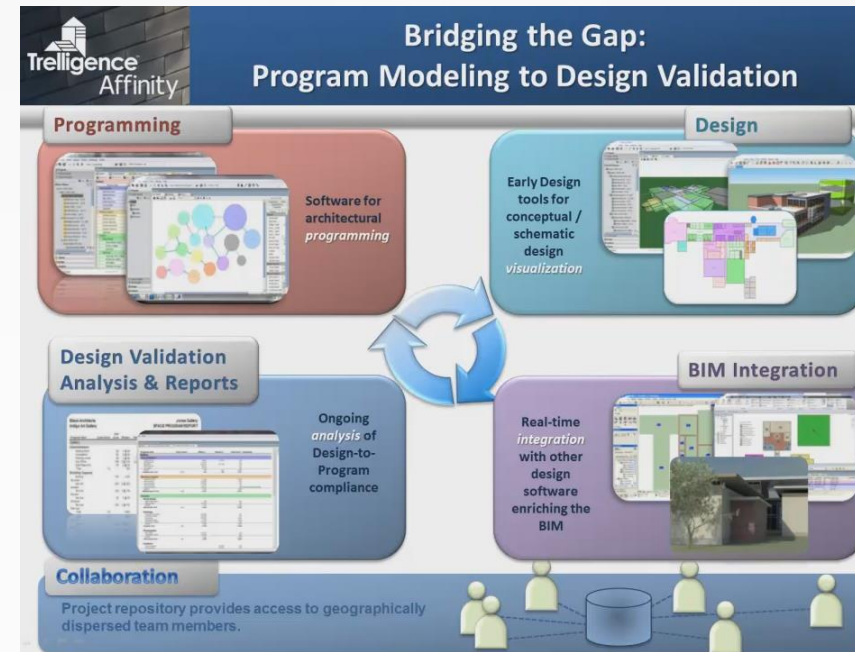 Trelligence
Affinity
Bridging the Gap:
Program Modeling to Design Validation
Programming
Software for
architectural
programming
Design
Early Design
tools for
conceptual /
schematic
design
visualization
Design Validation
Analysis & Reports
Ongoing
analysis of
Design-to-
Program
compliance
BIM Integration
Real-time
integration
with other
design
software
enriching the
BIM
Collaboration
Project repository provides access to geographically
dispersed team members.